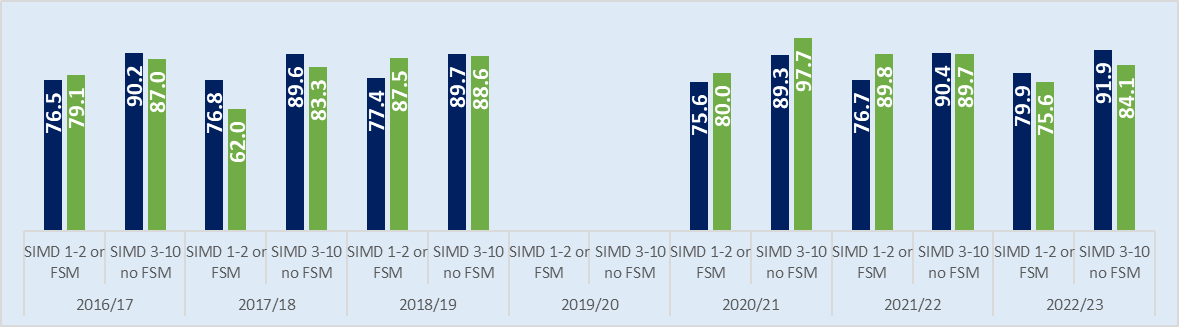 76.5 79.1 90.2 87.0 76.8 62.0 89.6 83.3 77.4 87.5 89.7 88.6 75.6 80.0 89.3 97.7 76.7 89.8 90.4 89.7 79.9 75.6 91.9 84.1
SIMD 1-2 or SIMD 3-10 SIMD 1-2 or SIMD 3-10 SIMD 1-2 or SIMD 3-10 SIMD 1-2 or SIMD 3-10 SIMD 1-2 or SIMD 3-10 SIMD 1-2 or SIMD 3-10 SIMD 1-2 or SIMD 3-10
FSM no FSM FSM no FSM FSM no FSM FSM no FSM FSM no FSM FSM no FSM FSM no FSM
2016/17 2017/18 2018/19 2019/20 2020/21 2021/22 2022/23